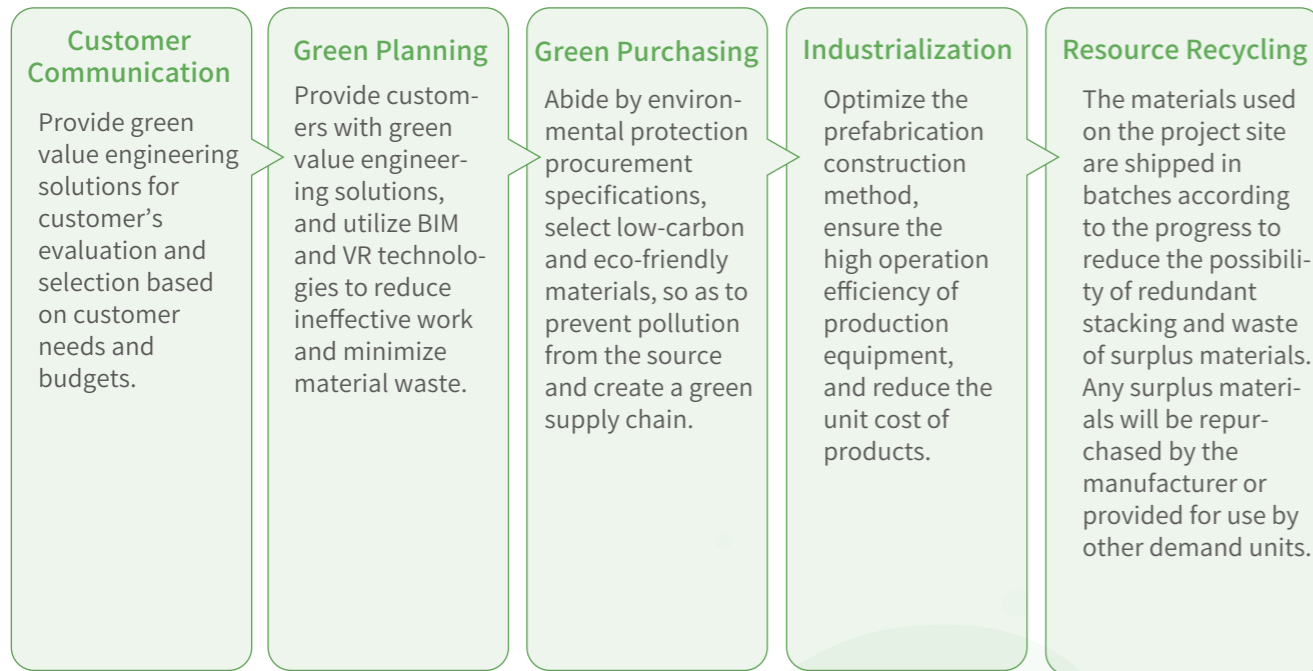 Customer
Communication
Provide green
value engineering
solutions for
customer’s
evaluation and
selection based
on customer
needs and
budgets.
Green Planning
Provide custom-
ers with green
value engineer-
ing solutions,
and utilize BIM
and VR technolo-
gies to reduce
ineffective work
and minimize
material waste.
Green Purchasing
Abide by environ-
mental protection
procurement
specifications,
select low-carbon
and eco-friendly
materials, so as to
prevent pollution
from the source
and create a green
supply chain.
Industrialization
Optimize the
prefabrication
construction
method,
ensure the
high operation
efficiency of
production
equipment,
and reduce the
unit cost of
products.
Resource Recycling
The materials used
on the project site
are shipped in
batches according
to the progress to
reduce the possibili-
ty of redundant
stacking and waste
of surplus materials.
Any surplus materi-
als will be repur-
chased by the
manufacturer or
provided for use by
other demand units.